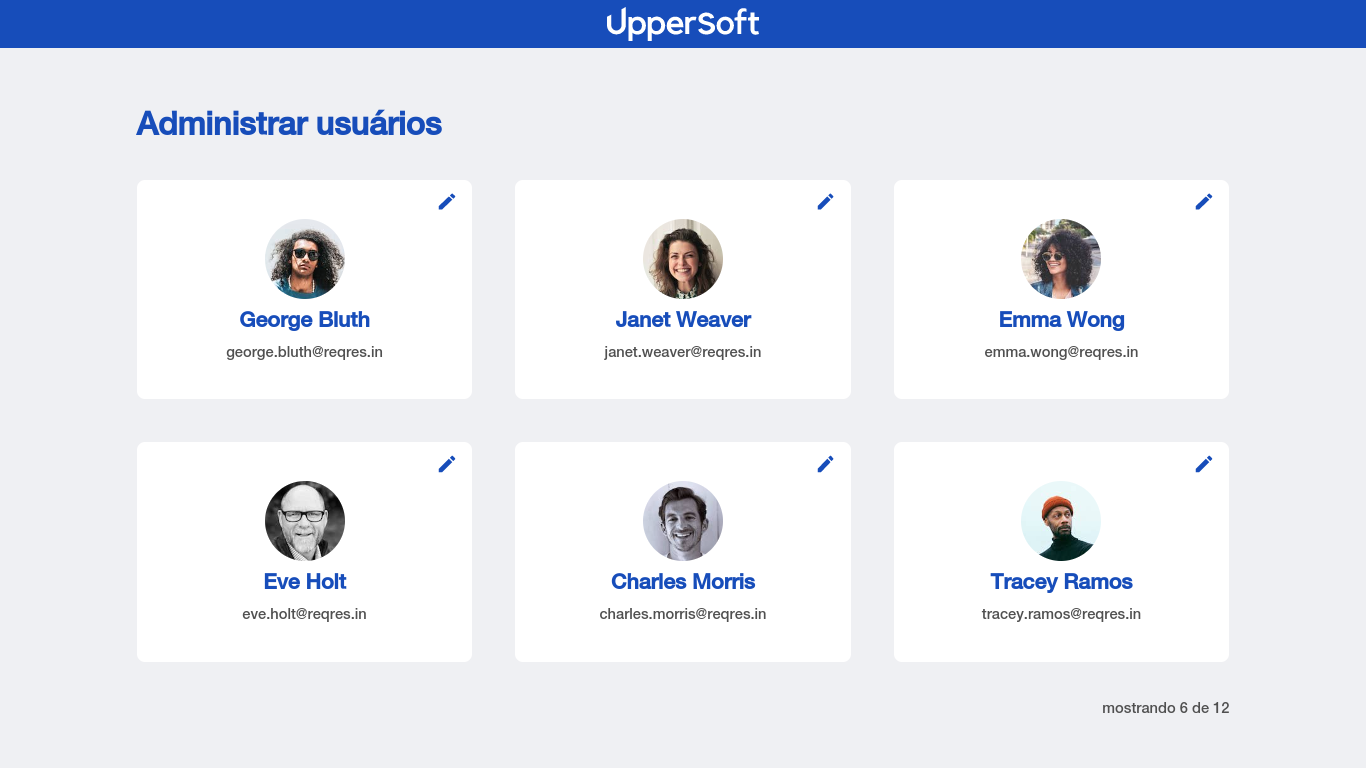 UpperSoft
Administrar usuários
George Bluth
george.bluth@reqres.in
Janet Weaver
janet.weaver@reqres.in
Emma Wong
emma.wong@reqres.in
Eve Holt
eve.holt@reqres.in
Charles Morris
charles.morris@reqres.in
Tracey Ramos
tracey.ramos@reqres.in
mostrando 6 de 12